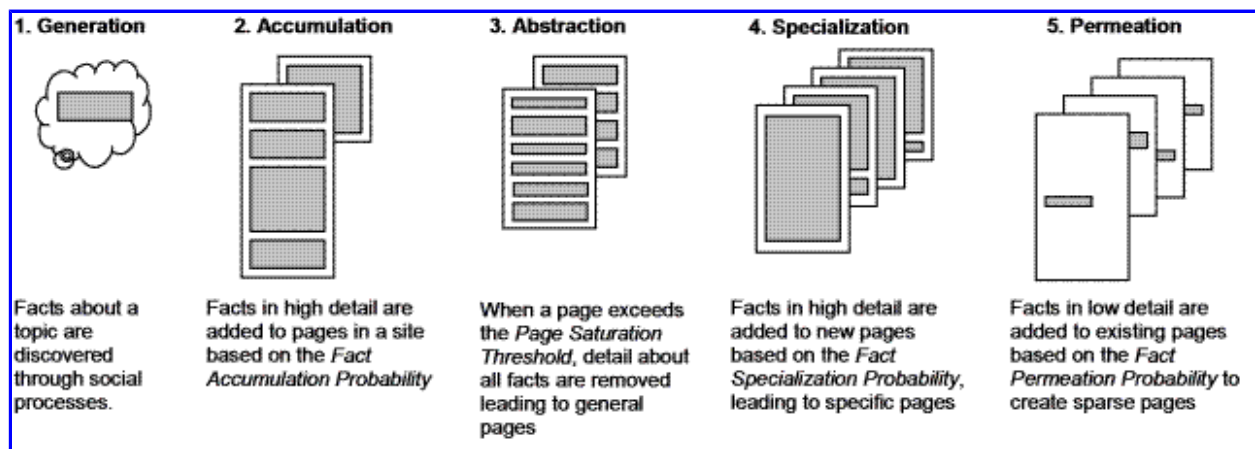 1. Generation
2. Accumulation
3. Abstraction
4. Specialization
5. Permeation
Facts about a
topic are
discovered
through social
processes.
Facts in high detail are
added to pages in a site
based on the Fact
Accumulation Probability
When a page exceeds
the Page Saturation
Threshold, detail about
all facts are removed
leading to general
pages
Facts in high detail are
added to new pages
based on the Fact
Specialization Probability,
leading to specific pages
Facts in low detail are
added to existing pages
based on the Fact
Permeation Probability to
create sparse pages